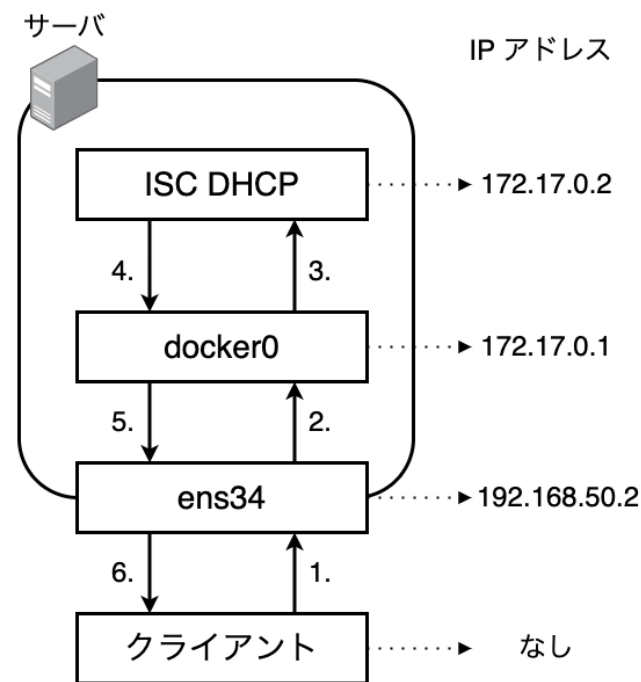 サーバ
IP アドレス
ISC DHCP
172.17.0.2
4.
3.
docker0
172.17.0.1
5.
2.
ens34
192.168.50.2
6.
1.
クライアント
なし